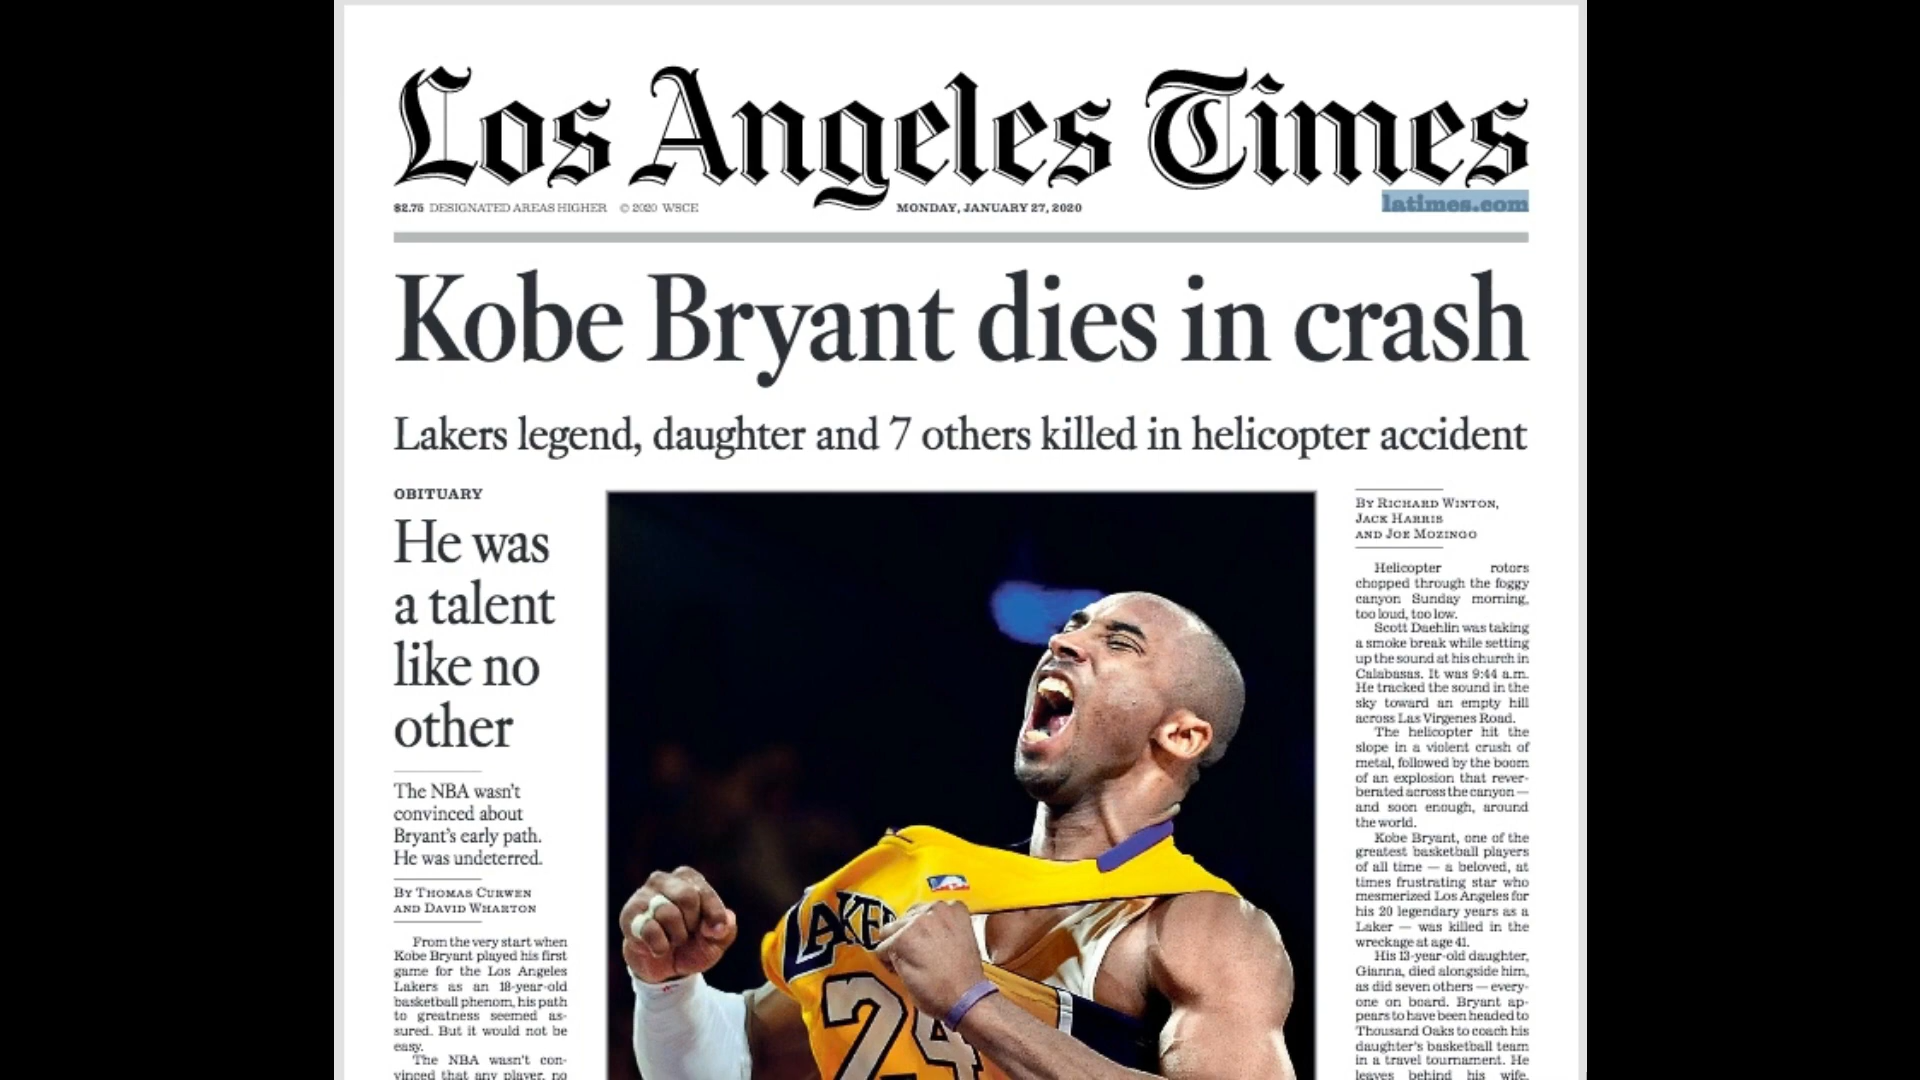 Los Angeles Times
$2.75 DESIGNATED AREAS HIGHER © 2020 WSCE
MONDAY, JANUARY 27, 2020
latimes.com
Kobe Bryant dies in crash
Lakers legend, daughter and 7 others killed in helicopter accident
OBITUARY
He was
a talent
like no
other
The NBA wasn't
convinced about
Bryant's early path.
He was undeterred.
BY THOMAS CURWEN
AND DAVID WHARTON
From the very start when
Kobe Bryant played his first
game for the Los Angeles
Lakers as an 18-year-old
basketball phenom, his path
to greatness seemed as-
sured. But it would not be
easy.
The NBA wasn't con-
vinced that any player, no
LAKE
24
BY RICHARD WINTON,
JACK HARRIS
AND JOE MOZINGO
Helicopter rotors
chopped through the foggy
canyon Sunday morning,
too loud, too low.
Scott Daehlin was taking
a smoke break while setting
up the sound at his church in
Calabasas. It was 9:44 a.m.
He tracked the sound in the
sky toward an empty hill
across Las Virgenes Road.
The helicopter hit the
slope in a violent crush of
metal, followed by the boom
of an explosion that rever-
berated across the canyon —
and soon enough, around
the world.
Kobe Bryant, one of the
greatest basketball players
of all time — a beloved, at
times frustrating star who
mesmerized Los Angeles for
his 20 legendary years as a
Laker — was killed in the
wreckage at age 41.
His 13-year-old daughter,
Gianna, died alongside him,
as did seven others — every-
one on board. Bryant ap-
pears to have been headed to
Thousand Oaks to coach his
daughter's basketball team
in a travel tournament. He
leaves behind his wife,